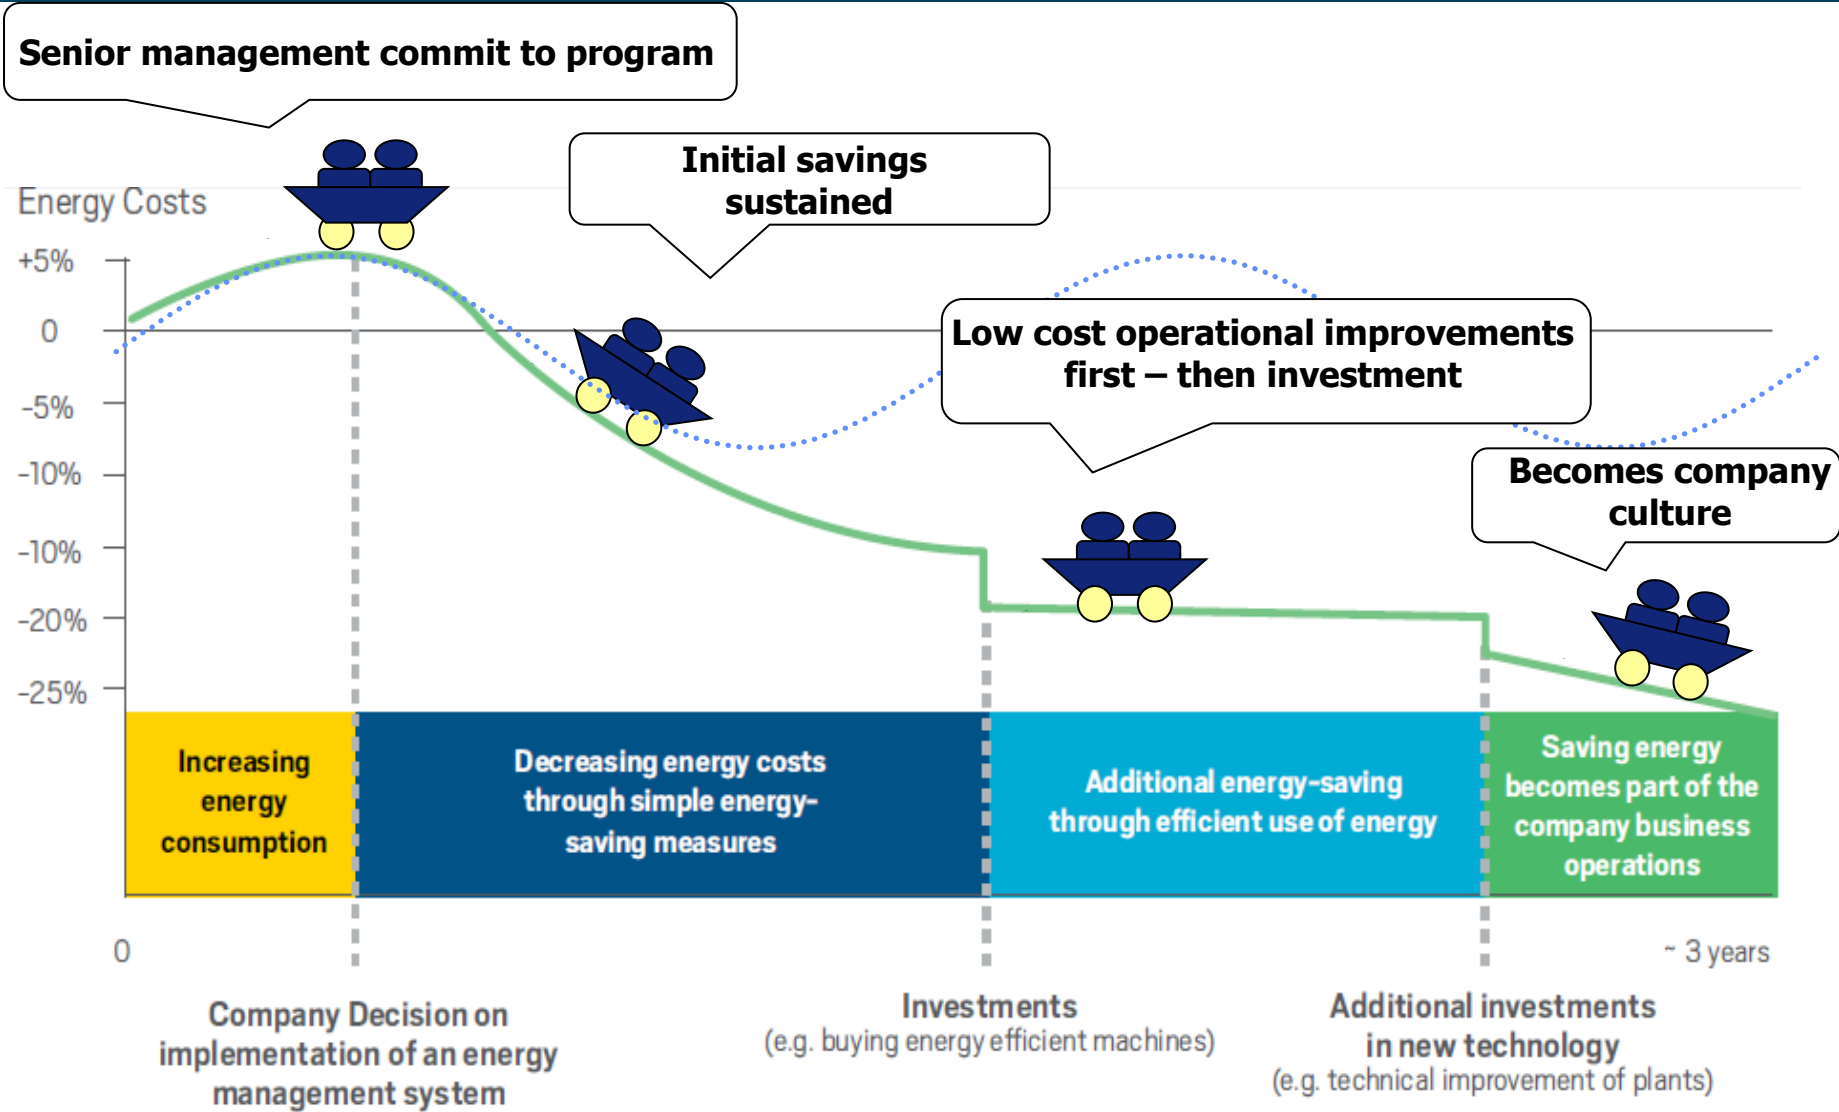 Senior management commit to program
Initial savings
sustained
Energy Costs
+5%
0
-5%
-10%
-10%
-20%
-25%
Low cost operational improvements
first – then investment
Becomes company
culture
Increasing
energy
consumption
Decreasing energy costs
through simple energy-
saving measures
Additional energy-saving
through efficient use of energy
Saving energy
becomes part of the
company business
operations
0
~ 3 years
Company Decision on
implementation of an energy
management system
Investments
(e.g. buying energy efficient machines)
Additional investments
in new technology
(e.g. technical improvement of plants)